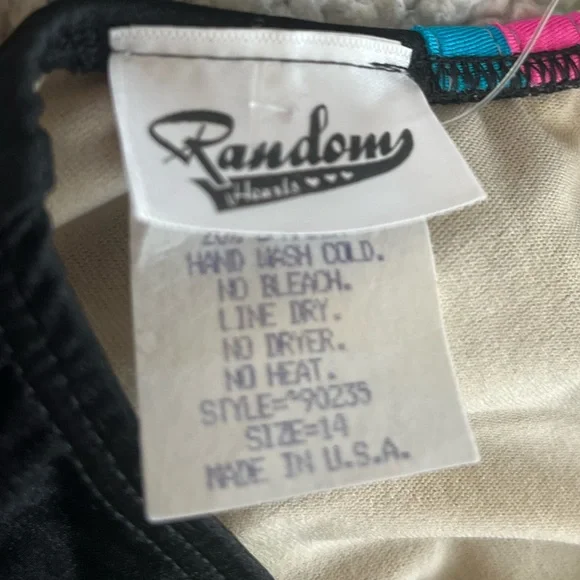 Random
Hearts
20%
HAND WASH COLD.
NO BLEACH.
LINE DRY.
NO DRYER.
NO HEAT.
STYLE=^90235
SIZE=14
MADE IN U.S.A.